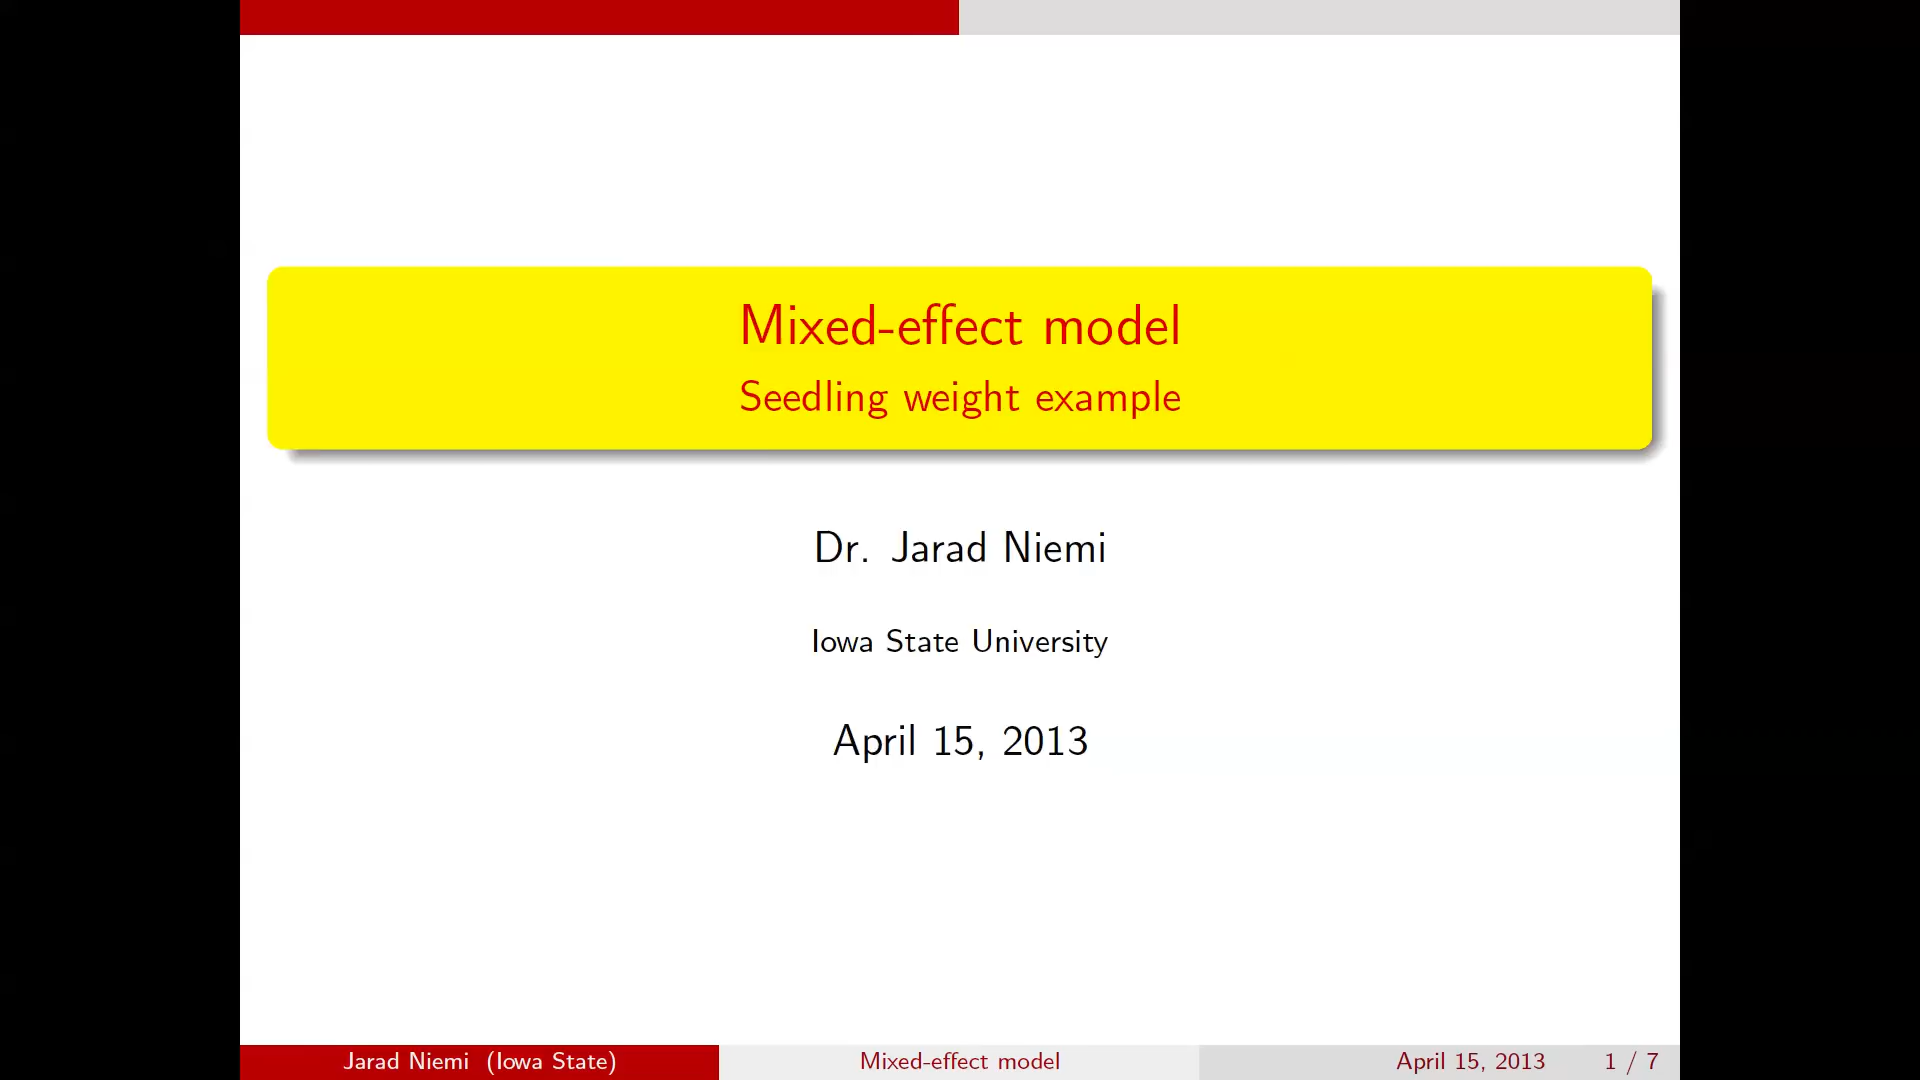 Mixed-effect model
Seedling weight example
Dr. Jarad Niemi
Iowa State University
April 15, 2013
Jarad Niemi (Iowa State)
Mixed-effect model
April 15, 2013
1 / 7